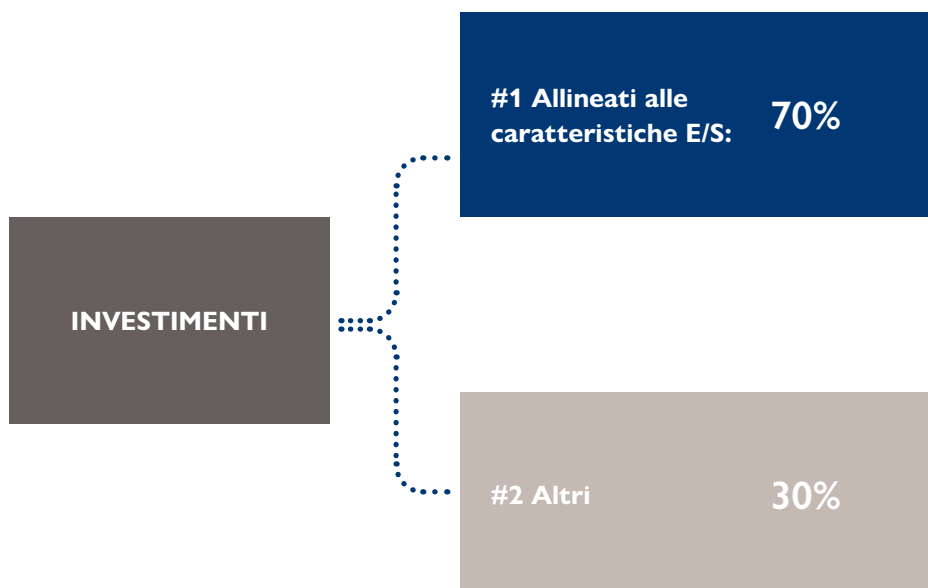 #1 Allineati alle
caratteristiche E/S:
70%
INVESTIMENTI
#2 Altri
30%